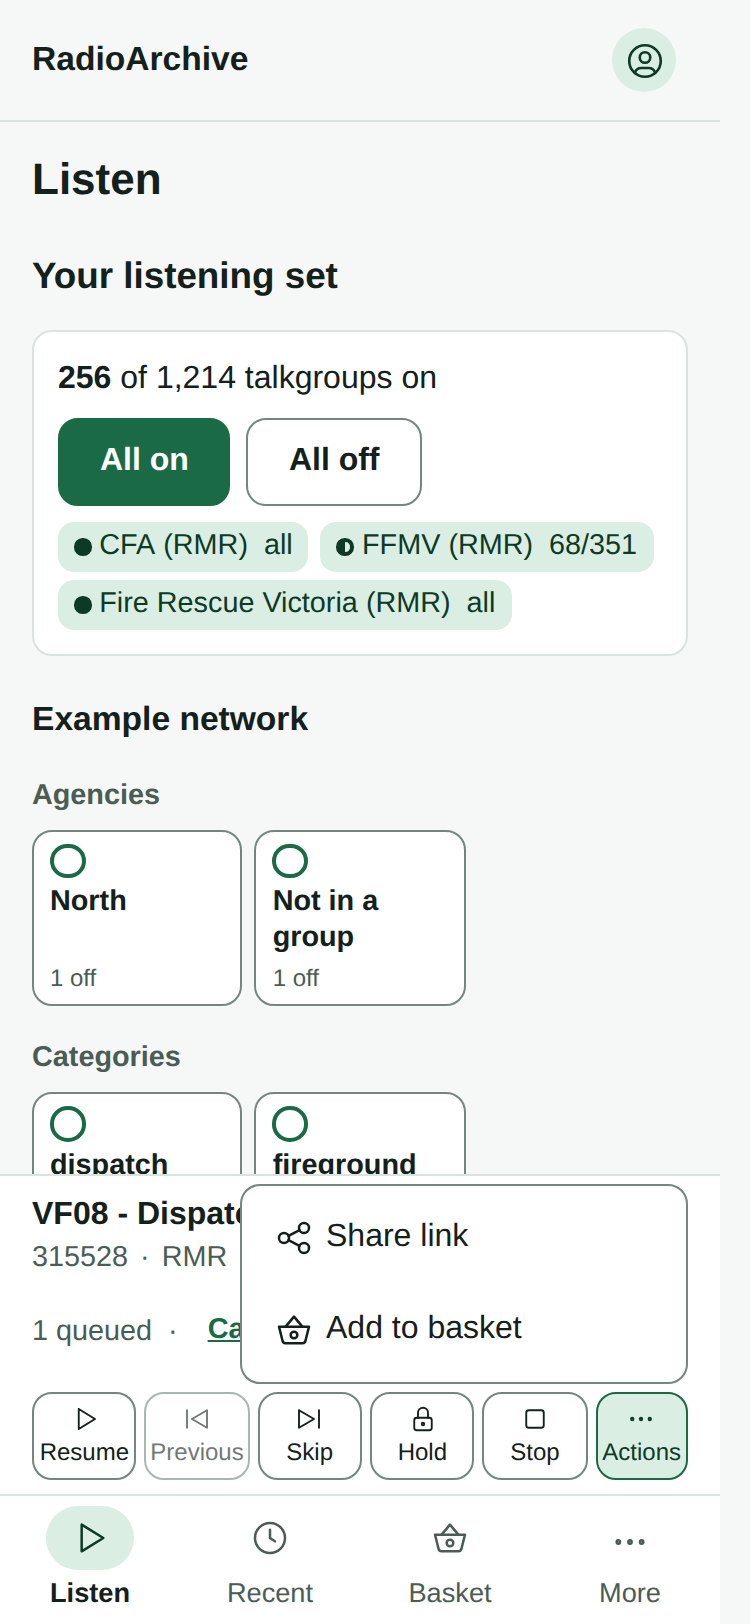 RadioArchive
Listen
Your listening set
256 of 1,214 talkgroups on
All on All off
CFA (RMR) all FFMV (RMR) 68/351
Fire Rescue Victoria (RMR) all
Example network
Agencies
North Not in a
group
1 off 1 off
Categories
dispatch fireground
VF08 - Dispatc
315528 · RMR
Share link
1 queued · Ca
Add to basket
Resume Previous Skip Hold Stop Actions
Listen Recent Basket More